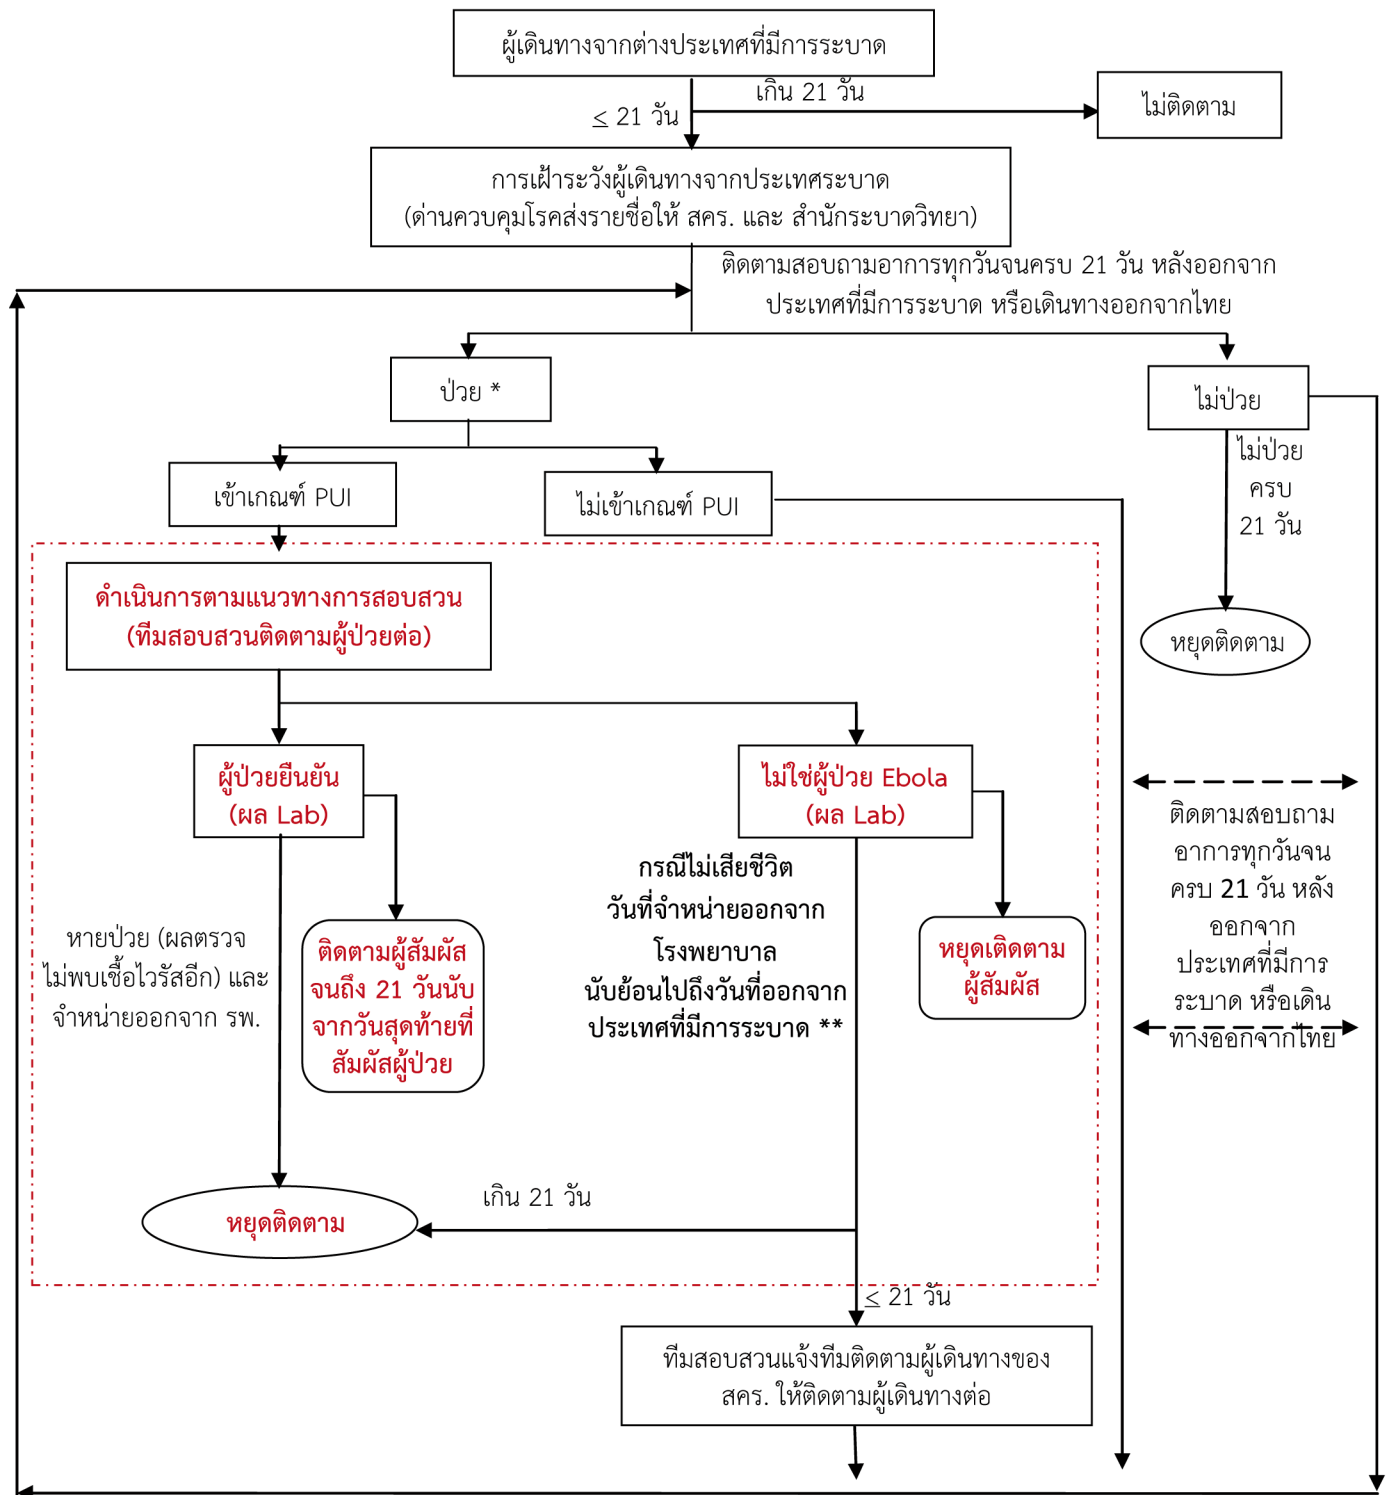 ผู้เดินทางจากต่างประเทศที่มีการระบาด
เกิน 21 วัน
ไม่ติดตาม
≤ 21 วัน
การเฝ้าระวังผู้เดินทางจากประเทศระบาด
(ด่านควบคุมโรคส่งรายชื่อให้ สคร. และ สำนักระบาดวิทยา)
ติดตามสอบถามอาการทุกวันจนครบ 21 วัน หลังออกจาก
ประเทศที่มีการระบาด หรือเดินทางออกจากไทย
ป่วย *
ไม่ป่วย
ไม่ป่วย
ครบ
21 วัน
เข้าเกณฑ์ PUI
ไม่เข้าเกณฑ์ PUI
ดำเนินการตามแนวทางการสอบสวน
(ทีมสอบสวนติดตามผู้ป่วยต่อ)
หยุดติดตาม
ผู้ป่วยยืนยัน
(ผล Lab)
ไม่ใช่ผู้ป่วย Ebola
(ผล Lab)
ติดตามสอบถาม
อาการทุกวันจน
ครบ 21 วัน หลัง
ออกจาก
ประเทศที่มีการ
ระบาด หรือเดิน
ทางออกจากไทย
กรณีไม่เสียชีวิต
วันที่จำหน่ายออกจาก
โรงพยาบาล
นับย้อนไปถึงวันที่ออกจาก
ประเทศที่มีการระบาด **
หายป่วย (ผลตรวจ
ไม่พบเชื้อไวรัสอีก) และ
จำหน่ายออกจาก รพ.
ติดตามผู้สัมผัส
จนถึง 21 วันนับ
จากวันสุดท้ายที่
สัมผัสผู้ป่วย
หยุดเติดตาม
ผู้สัมผัส
เกิน 21 วัน
หยุดติดตาม
≤ 21 วัน
ทีมสอบสวนแจ้งทีมติดตามผู้เดินทางของ
สคร. ให้ติดตามผู้เดินทางต่อ